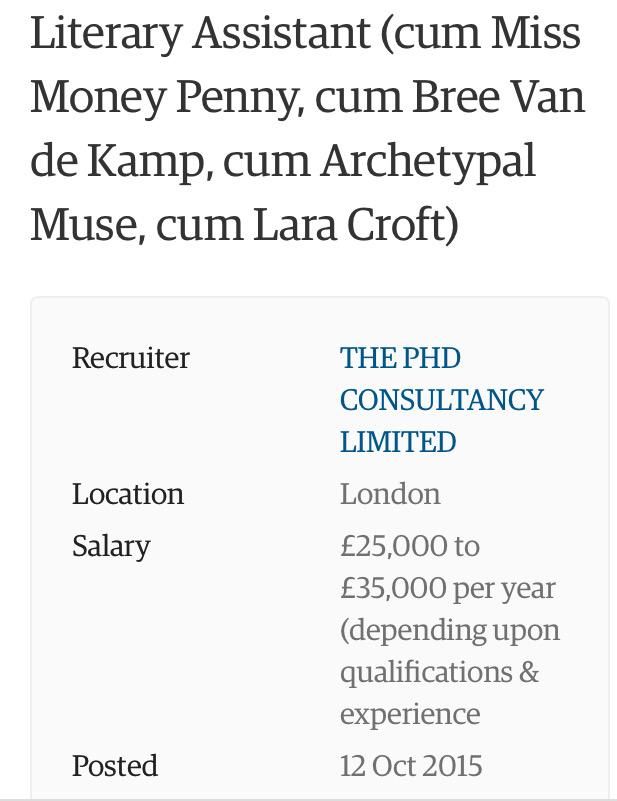 Literary Assistant (cum Miss
Money Penny, cum Bree Van
de Kamp, cum Archetypal
Muse, cum Lara Croft)
Recruiter
THE PHD
CONSULTANCY
LIMITED
Location
London
Salary
£25,000 to
£35,000 per year
(depending upon
qualifications &
experience
Posted
12 Oct 2015